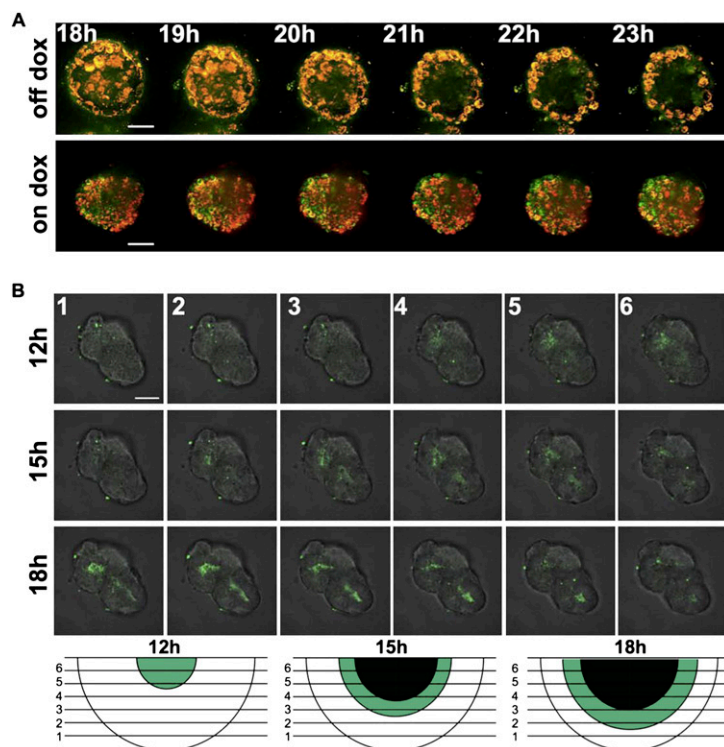 A
18h 19h 20h 21h 22h 23h
off dox
on dox
B
1 2 3 4 5 6
12h
15h
18h
12h 15h 18h
6 6 6
5 5 5
4 4 4
3 3 3
2 2 2
1 1 1